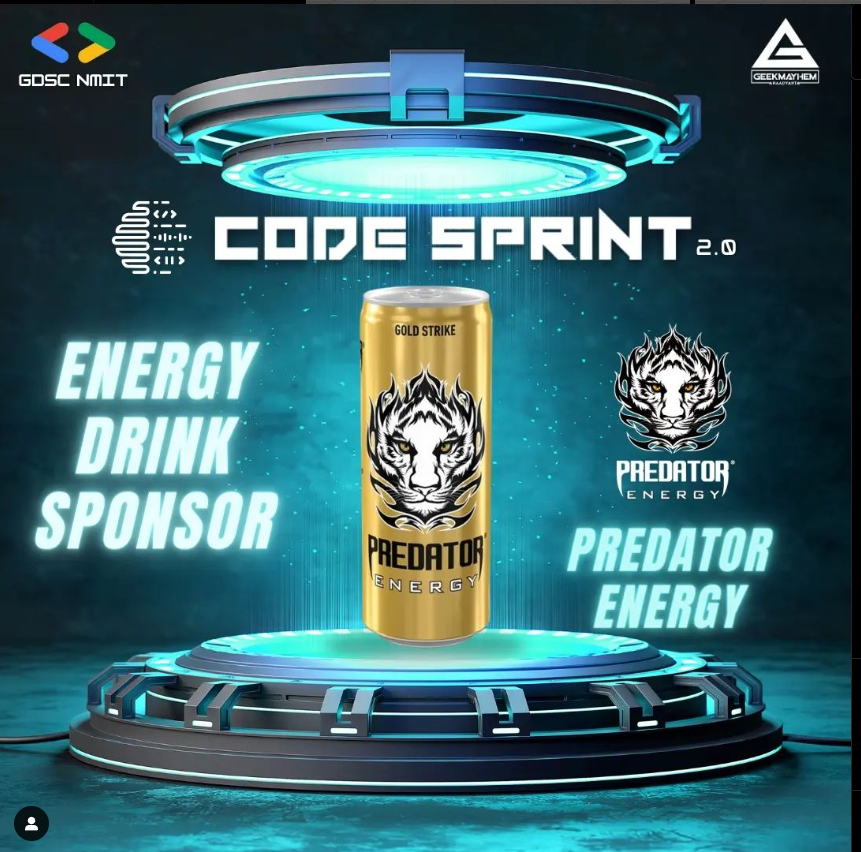 GDSC NMIT
GEEKMAYHEM
CODE SPRINT 2.0
GOLD STRIKE
PREDATOR
ENERGY
ENERGY
DRINK
SPONSOR
PREDATOR®
ENERGY
PREDATOR
ENERGY